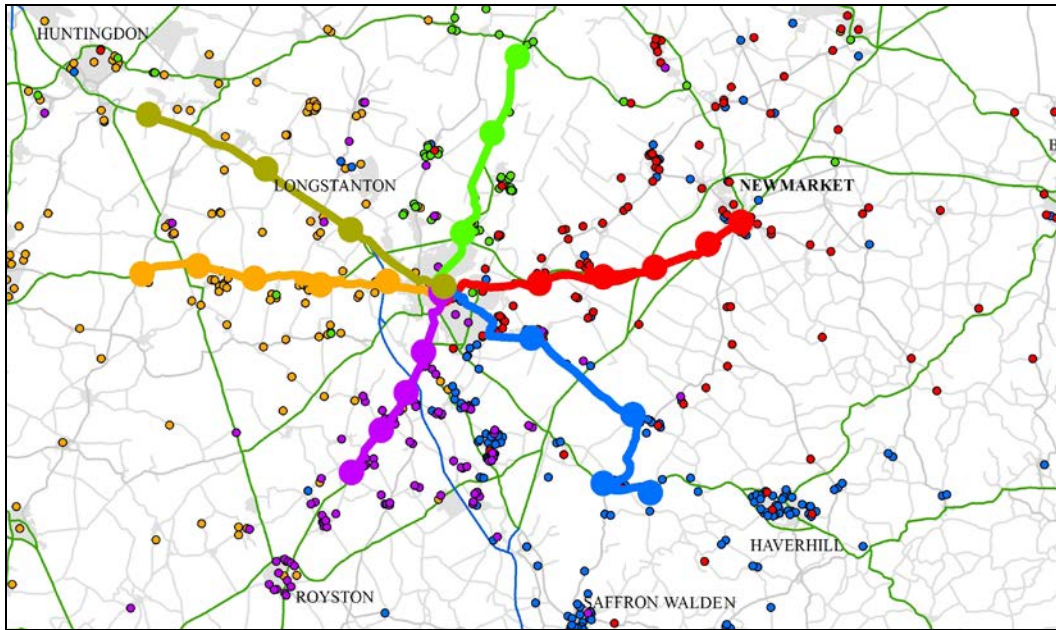 HUNTINGDON
LONGSTANTON
NEWMARKET
B
HAVERHILL
ROYSTON
SAFFRON WALDEN